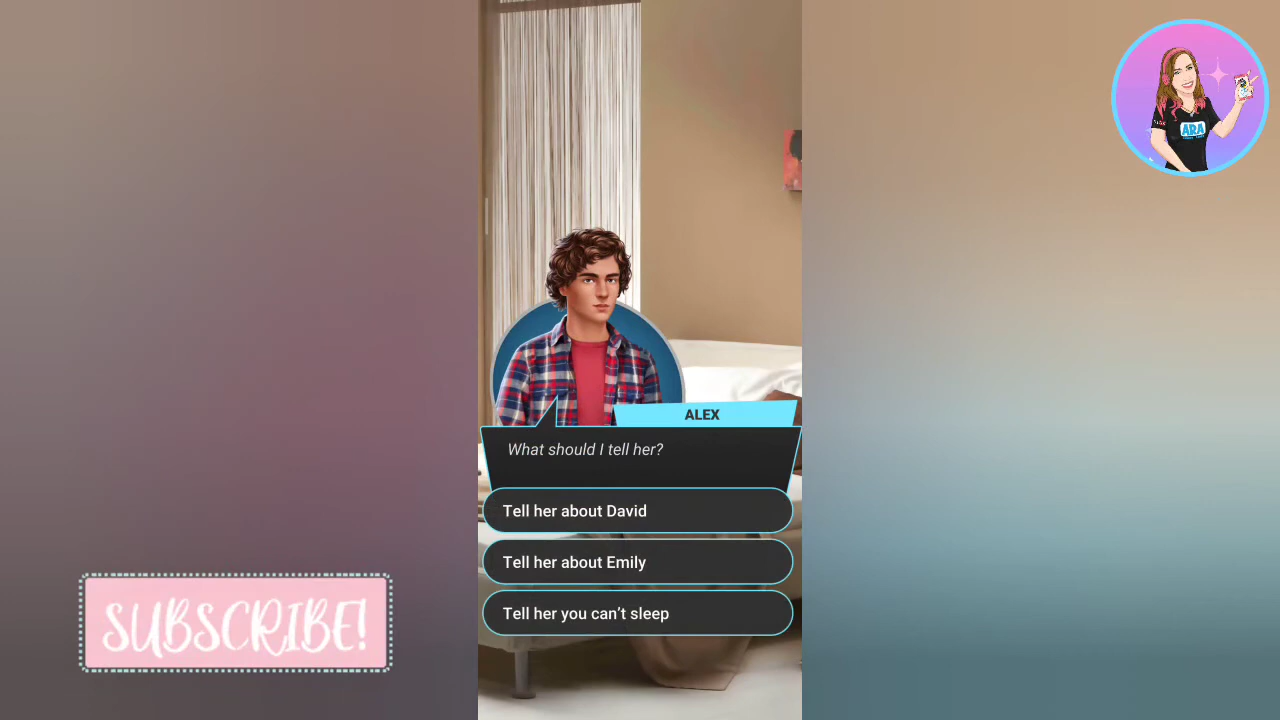 ARA
ALEX
What should I tell her?
Tell her about David
Tell her about Emily
Tell her you can't sleep
SUBSCRIBE!